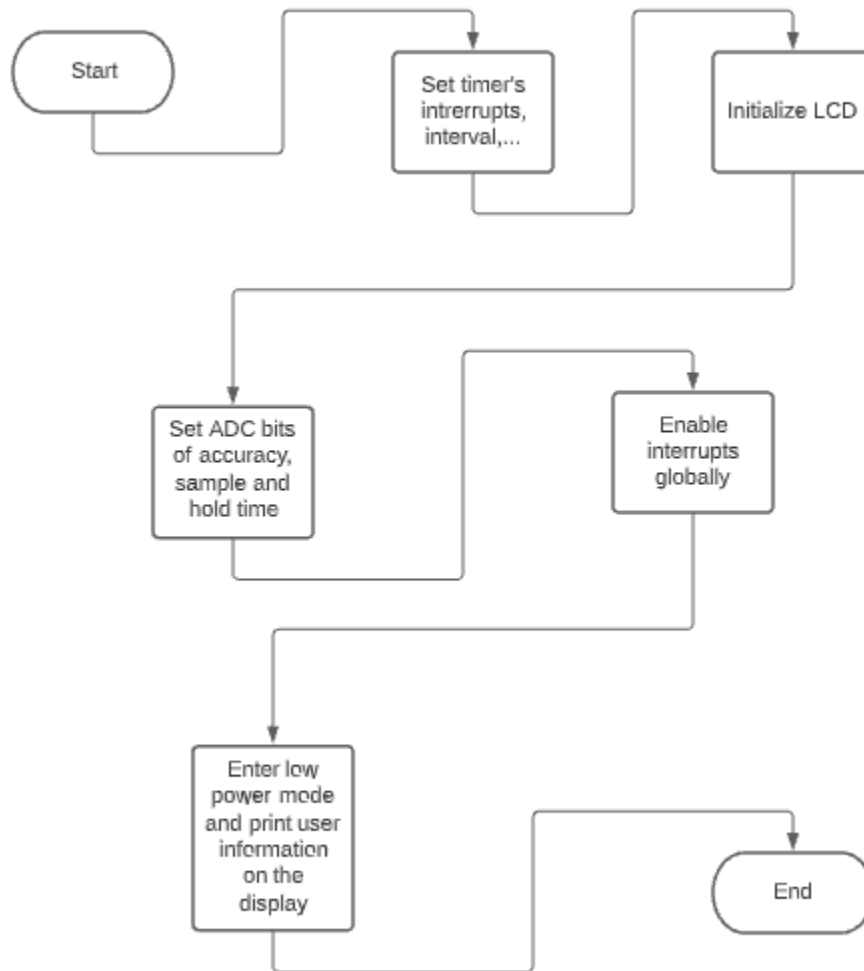 Start
Set timer's
intrerrupts,
interval,...
Initialize LCD
Set ADC bits
of accuracy,
sample and
hold time
Enable
interrupts
globally
Enter low
power mode
and print user
information
on the
display
End